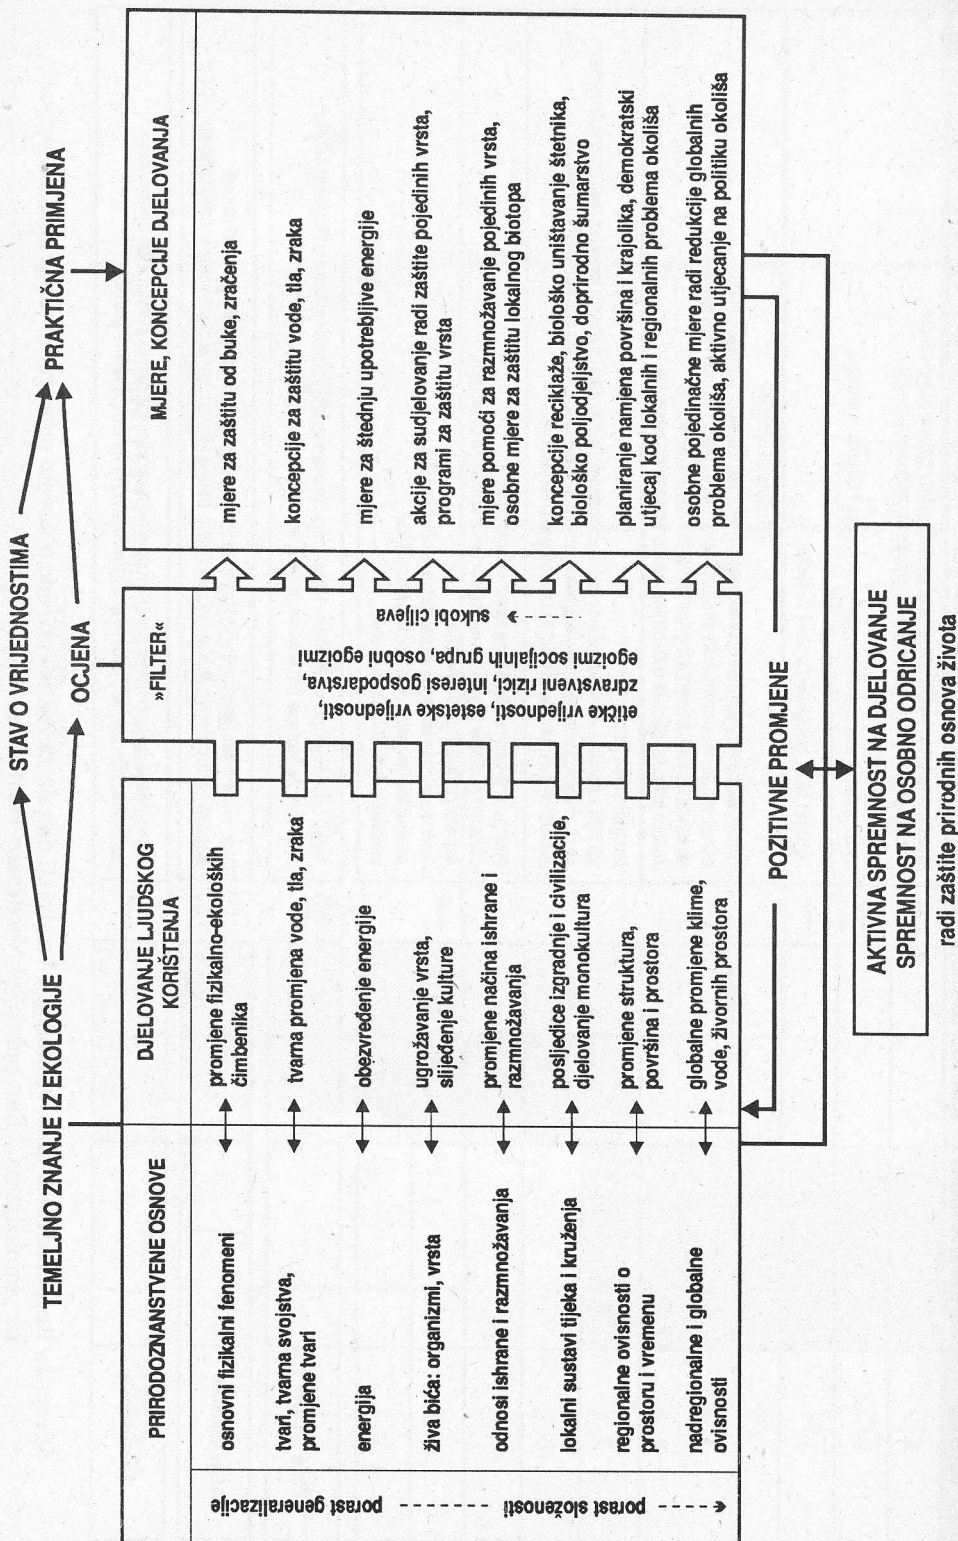 TEMELJNO ZNANJE IZ EKOLOGIJE
STAV O VRIJEDNOSTIMA
OCJENA
PRAKTIČNA PRIMJENA
PRIRODOZNANSTVENE OSNOVE
DJELOVANJE LJUDSKOG
KORIŠTENJA
»FILTER«
MJERE, KONCEPCIJE DJELOVANJA
porast složenosti
porast generalizacije
osnovni fizikalni fenomeni
promjene fizikalno-ekoloških
čimbenika
mjere za zaštitu od buke, zračenja
tvari, tvarna svojstva,
promjene tvari
tvarna promjena vode, tla, zraka
koncepcije za zaštitu vode, tla, zraka
energija
obezvređenje energije
mjere za štednju upotrebljive energije
živa bića: organizmi, vrsta
ugrožavanje vrsta,
slijeđenje kulture
akcije za sudjelovanje radi zaštite pojedinih vrsta,
programi za zaštitu vrsta
odnosi ishrane i razmnožavanja
promjene načina ishrane i
razmnožavanja
mjere pomoći za razmnožavanje pojedinih vrsta,
osobne mjere za zaštitu lokalnog biotopa
lokalni sustavi tijeka i kruženja
posljedice izgradnje i civilizacije,
djelovanje monokultura
koncepcije reciklaže, biološko uništavanje štetnika,
biološko poljodjelstvo, doprirodno šumarstvo
regionalne ovisnosti o
prostoru i vremenu
promjene struktura,
površina i prostora
planiranje namjena površina i krajolika, demokratski
utjecaj kod lokalnih i regionalnih problema okoliša
nadregionalne i globalne
ovisnosti
globalne promjene klime,
vode, živornih prostora
osobne pojedinačne mjere radi redukcije globalnih
problema okoliša, aktivno utjecanje na politiku okoliša
etičke vrijednosti, estetske vrijednosti,
zdravstveni rizici, interesi gospodarstva,
egoizmi socijalnih grupa, osobni egoizmi
sukobi ciljeva
POZITIVNE PROMJENE
AKTIVNA SPREMNOST NA DJELOVANJE
SPREMNOST NA OSOBNO ODRICANJE
radi zaštite prirodnih osnova života